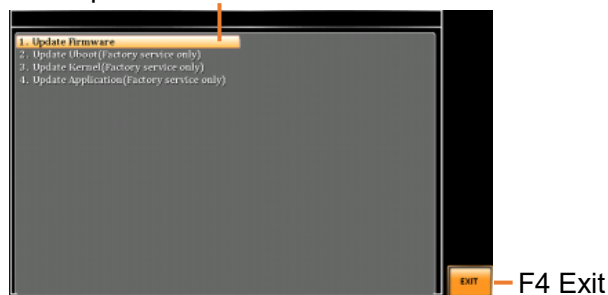 1. Update Firmware
2. Update Uboot(Factory service only)
3. Update Kernel(Factory service only)
4. Update Application(Factory service only)
EXIT
F4 Exit